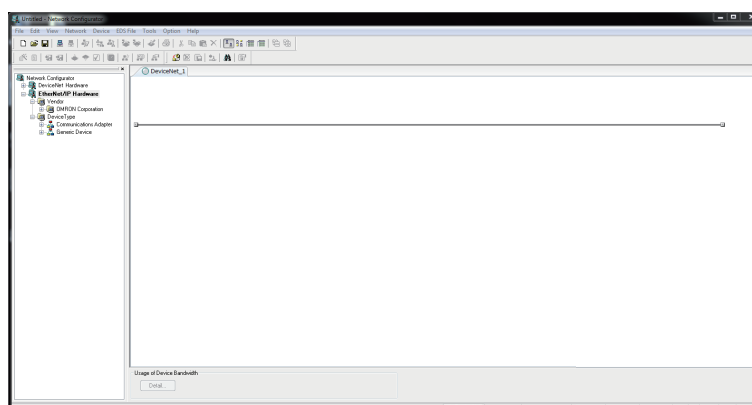 Untitled - Network Configurator
File Edit View Network Device EDS File Tools Option Help
DeviceNet_1
Network Configurator
DeviceNet Hardware
EtherNet/IP Hardware
Vendor
OMRON Corporation
DeviceType
Communications Adapter
Generic Device
Usage of Device Bandwidth
Detail...